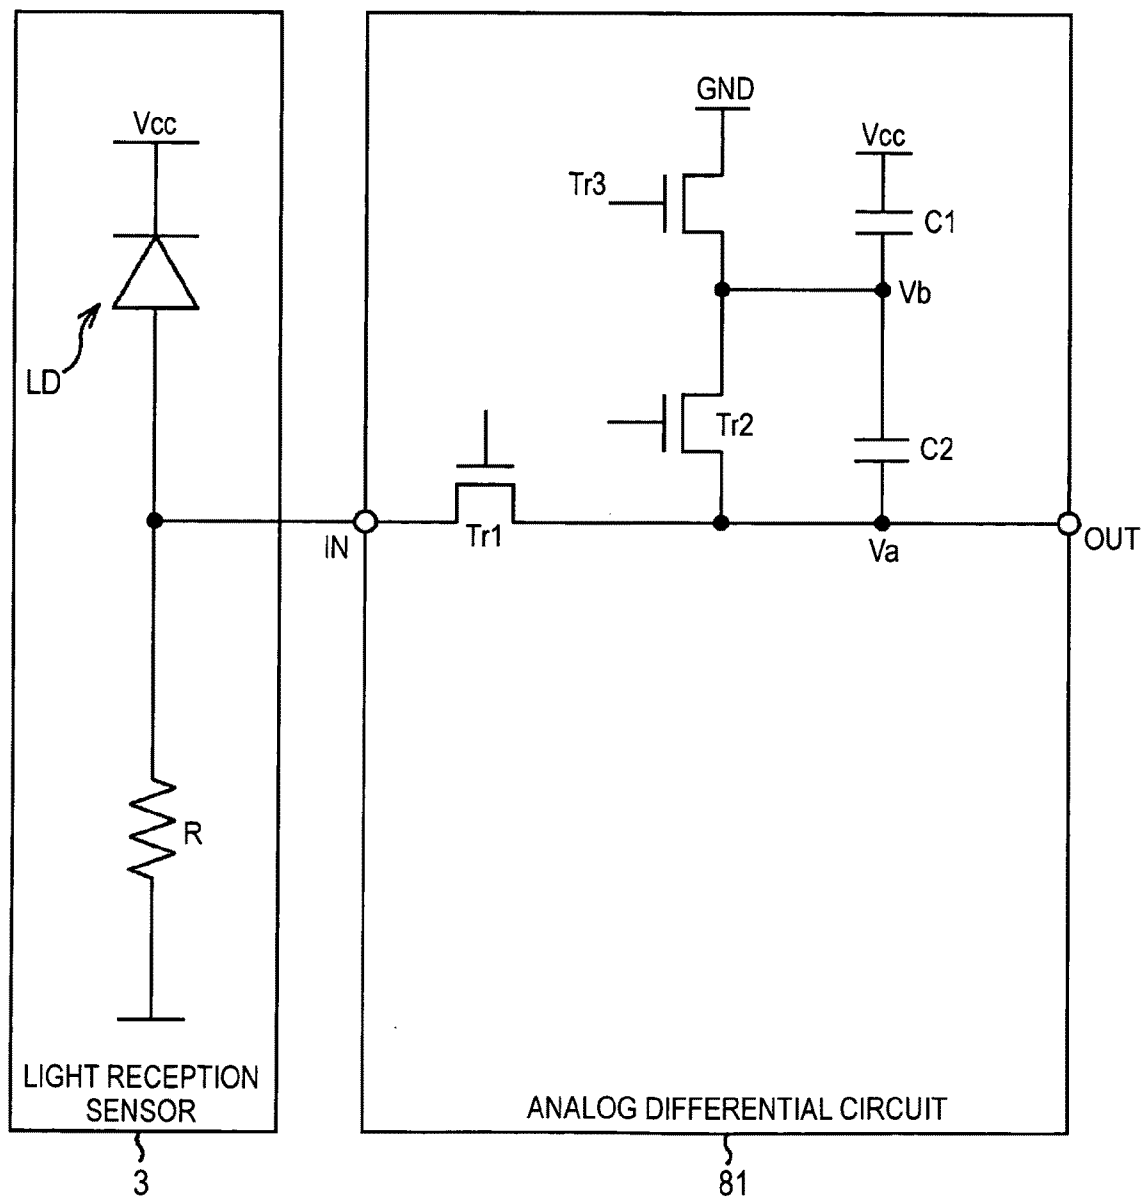 Vcc
LD
R
LIGHT RECEPTION
SENSOR
3
GND
Tr3
Vcc
C1
Vb
Tr2
C2
IN
Tr1
Va
OUT
ANALOG DIFFERENTIAL CIRCUIT
81